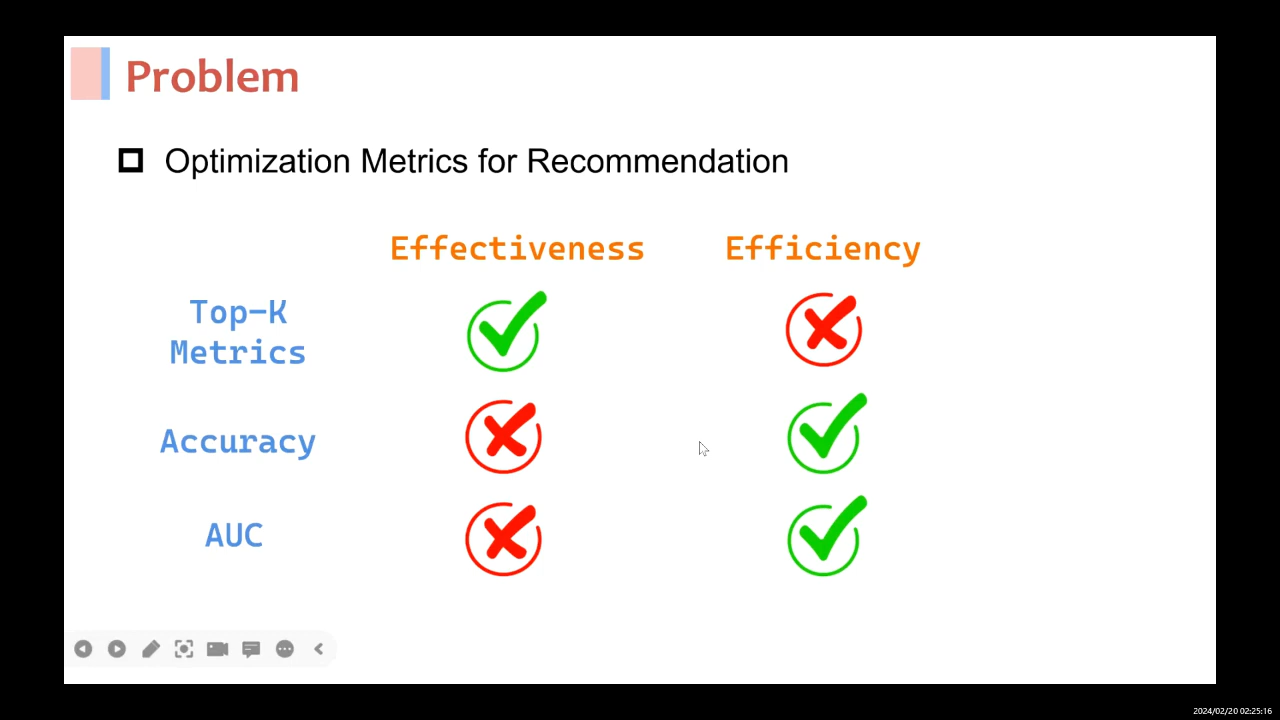 Problem
Optimization Metrics for Recommendation
Effectiveness Efficiency
Top-K
Metrics
Accuracy
AUC
2024/02/20 02:25:16